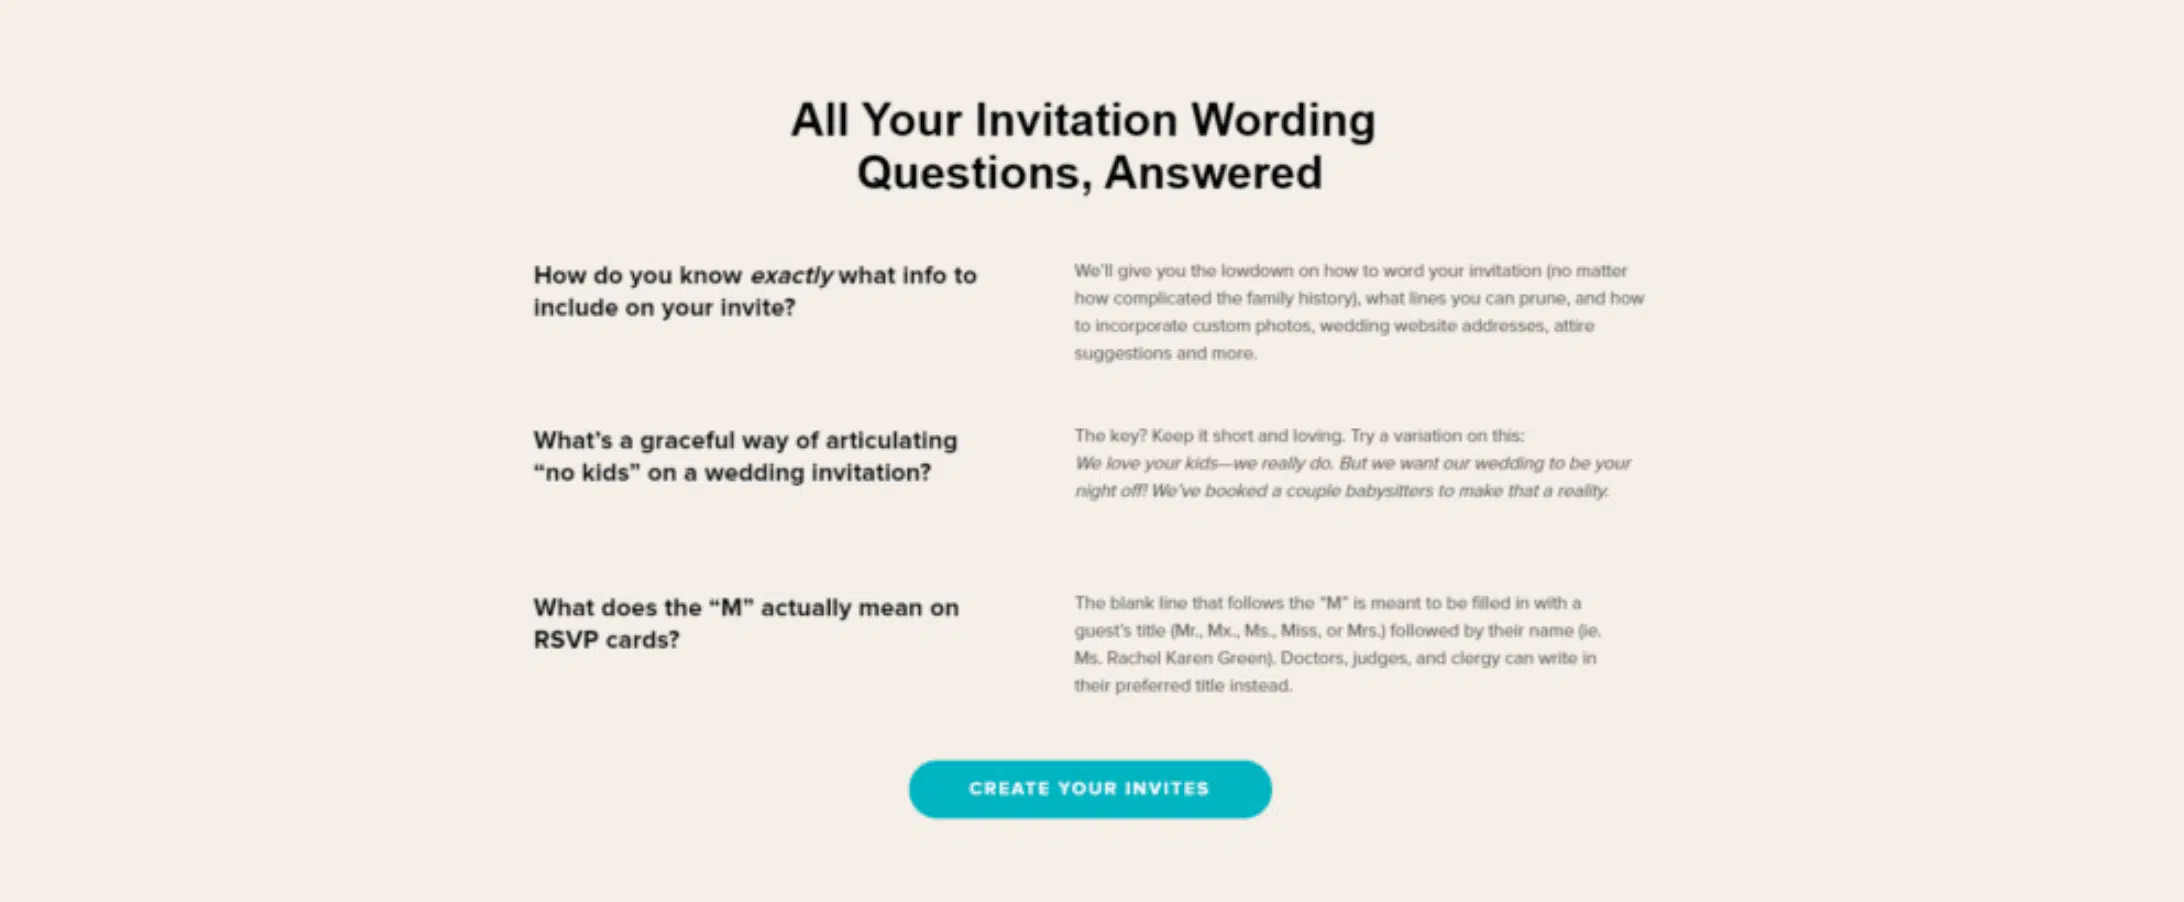 All Your Invitation Wording
Questions, Answered
How do you know exactly what info to
include on your invite?
We'll give you the lowdown on how to word your invitation (no matter
how complicated the family history), what lines you can prune, and how
to incorporate custom photos, wedding website addresses, attire
suggestions and more.
What's a graceful way of articulating
“no kids” on a wedding invitation?
The key? Keep it short and loving. Try a variation on this:
We love your kids—we really do. But we want our wedding to be your
night off! We've booked a couple babysitters to make that a reality.
What does the “M” actually mean on
RSVP cards?
The blank line that follows the “M” is meant to be filled in with a
guest's title (Mr., Mx., Ms., Miss, or Mrs.) followed by their name (ie.
Ms. Rachel Karen Green). Doctors, judges, and clergy can write in
their preferred title instead.
CREATE YOUR INVITES